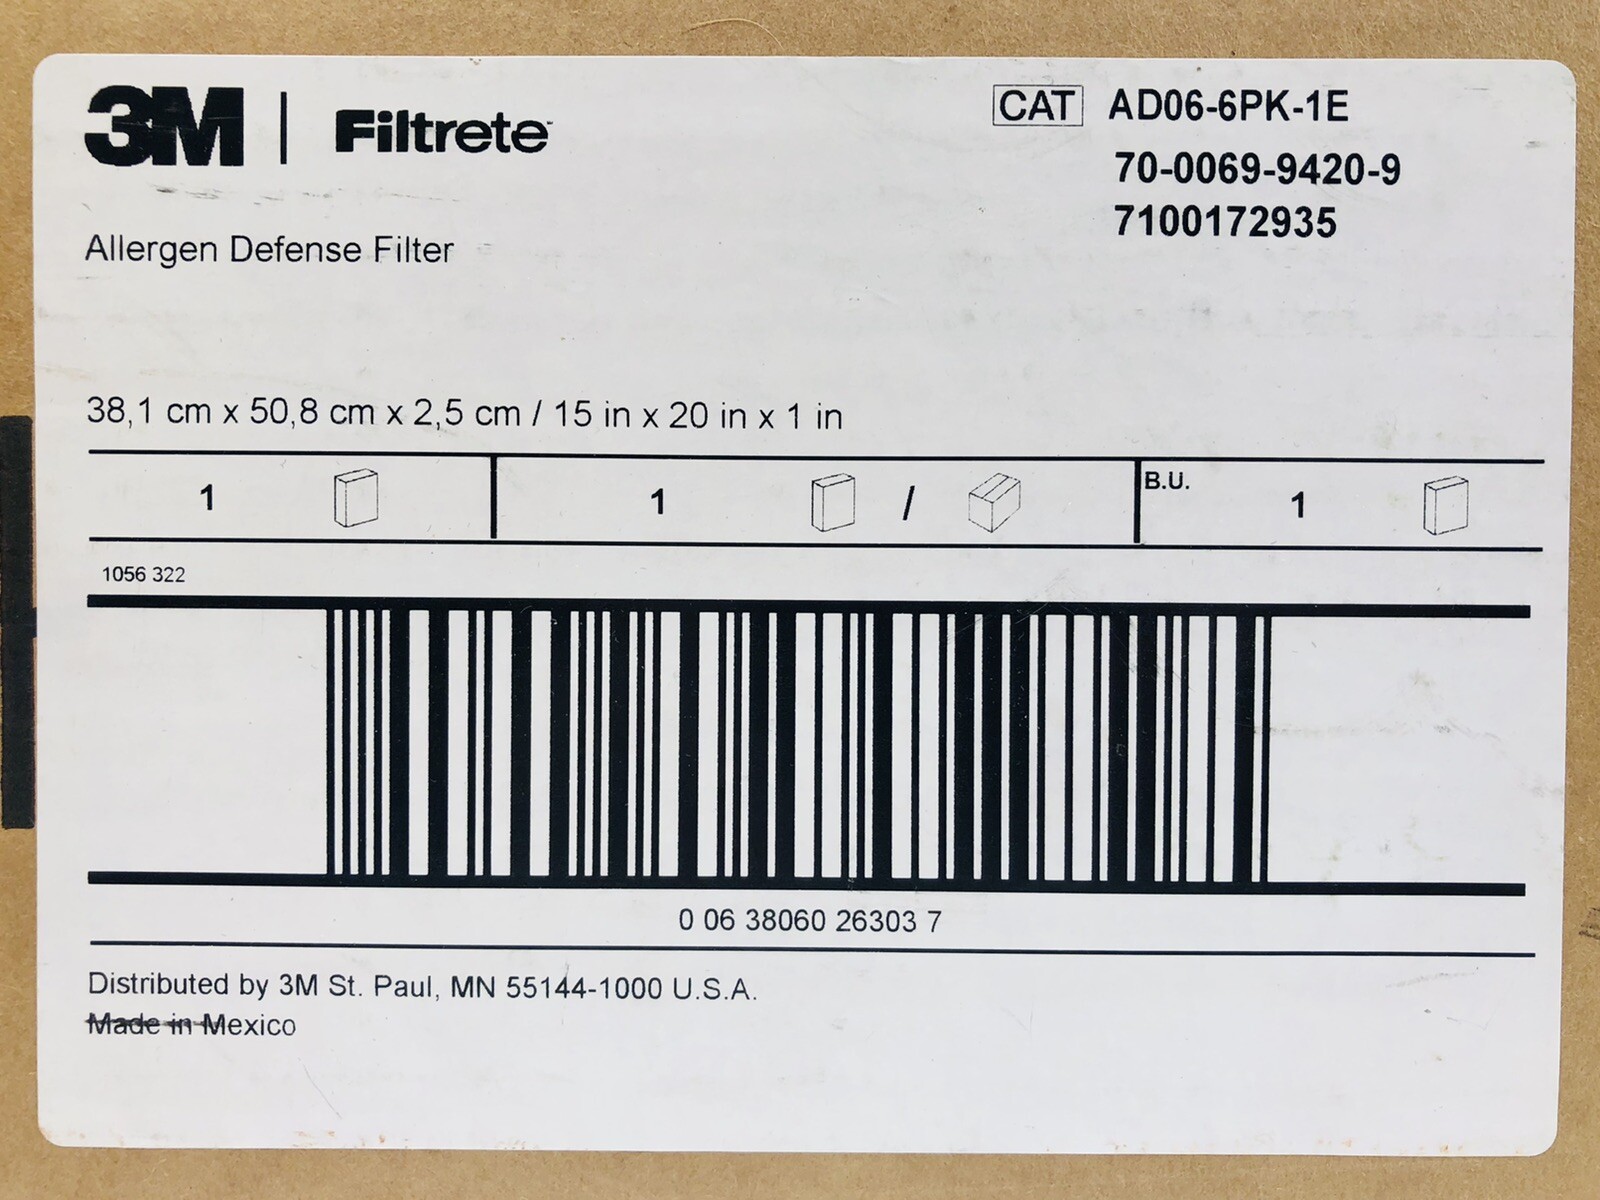 3M | Filtrete™
CAT AD06-6PK-1E
70-0069-9420-9
7100172935
Allergen Defense Filter
38,1 cm x 50,8 cm x 2,5 cm / 15 in x 20 in x 1 in
1 1 / B.U. 1
1056 322
0 06 38060 26303 7
Distributed by 3M St. Paul, MN 55144-1000 U.S.A.
Made in Mexico